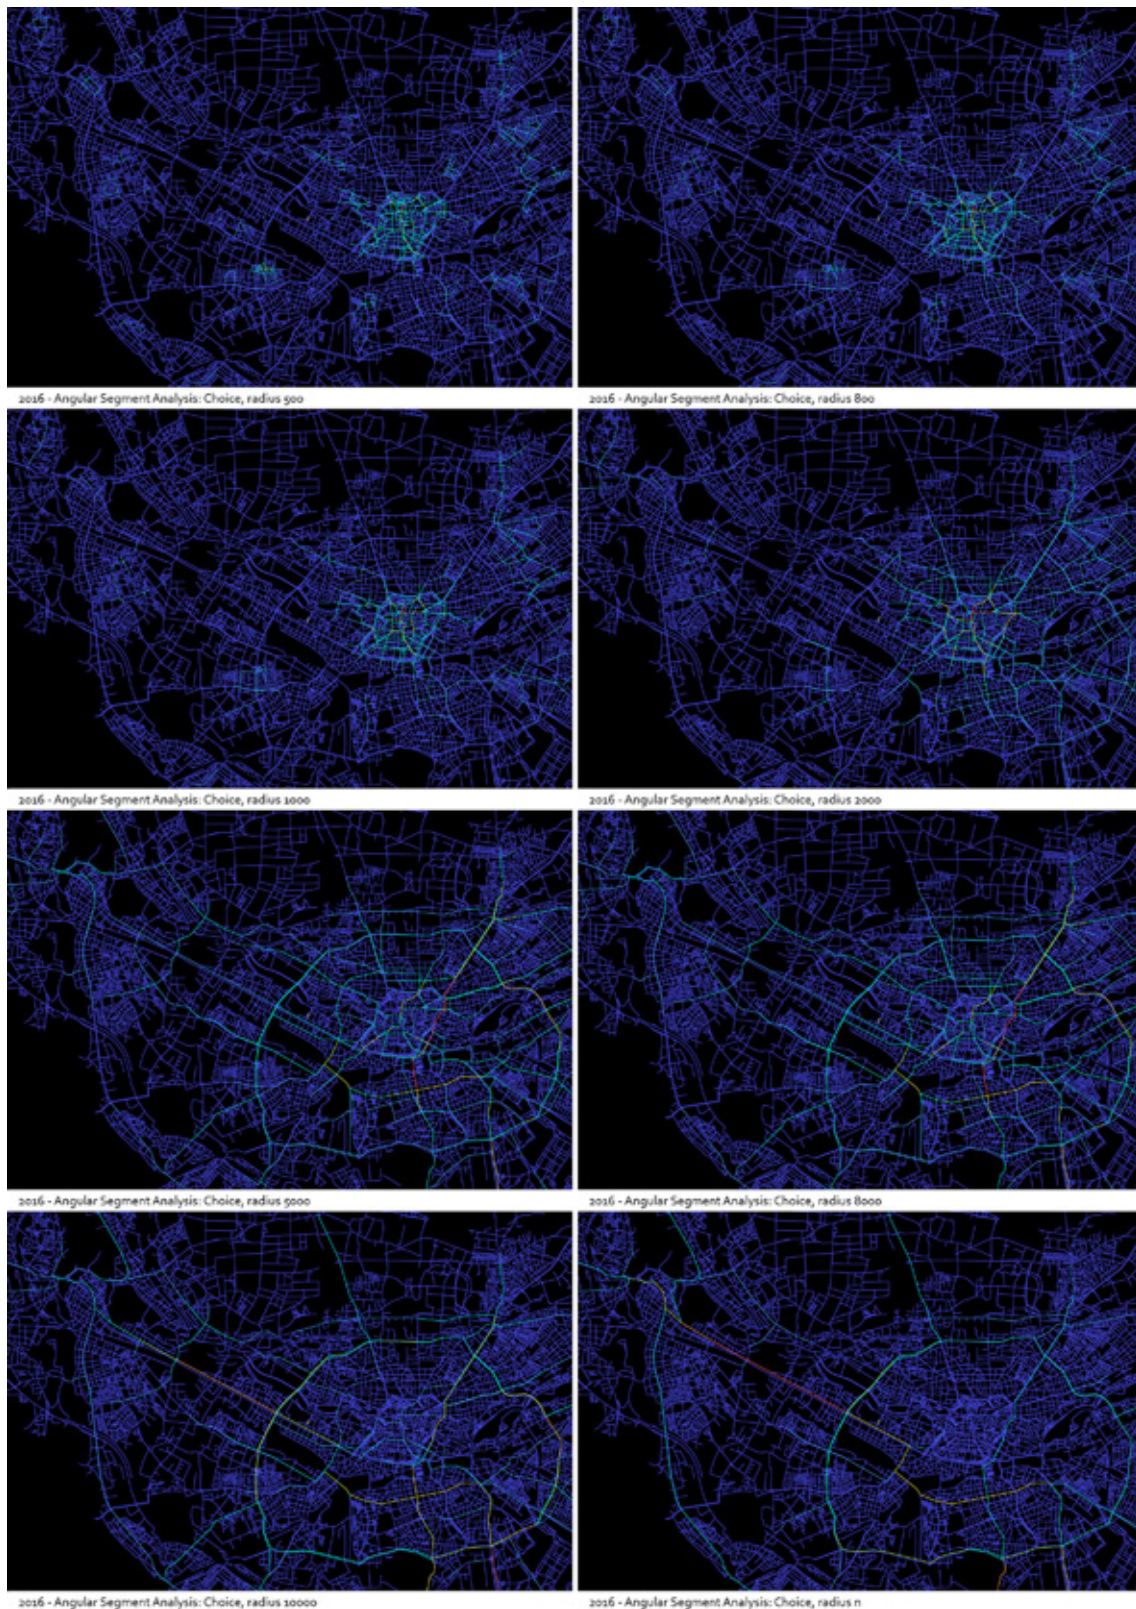 2016 - Angular Segment Analysis: Choice, radius 500
2016 - Angular Segment Analysis: Choice, radius 800
2016 - Angular Segment Analysis: Choice, radius 1000
2016 - Angular Segment Analysis: Choice, radius 2000
2016 - Angular Segment Analysis: Choice, radius 5000
2016 - Angular Segment Analysis: Choice, radius 8000
2016 - Angular Segment Analysis: Choice, radius 10000
2016 - Angular Segment Analysis: Choice, radius n